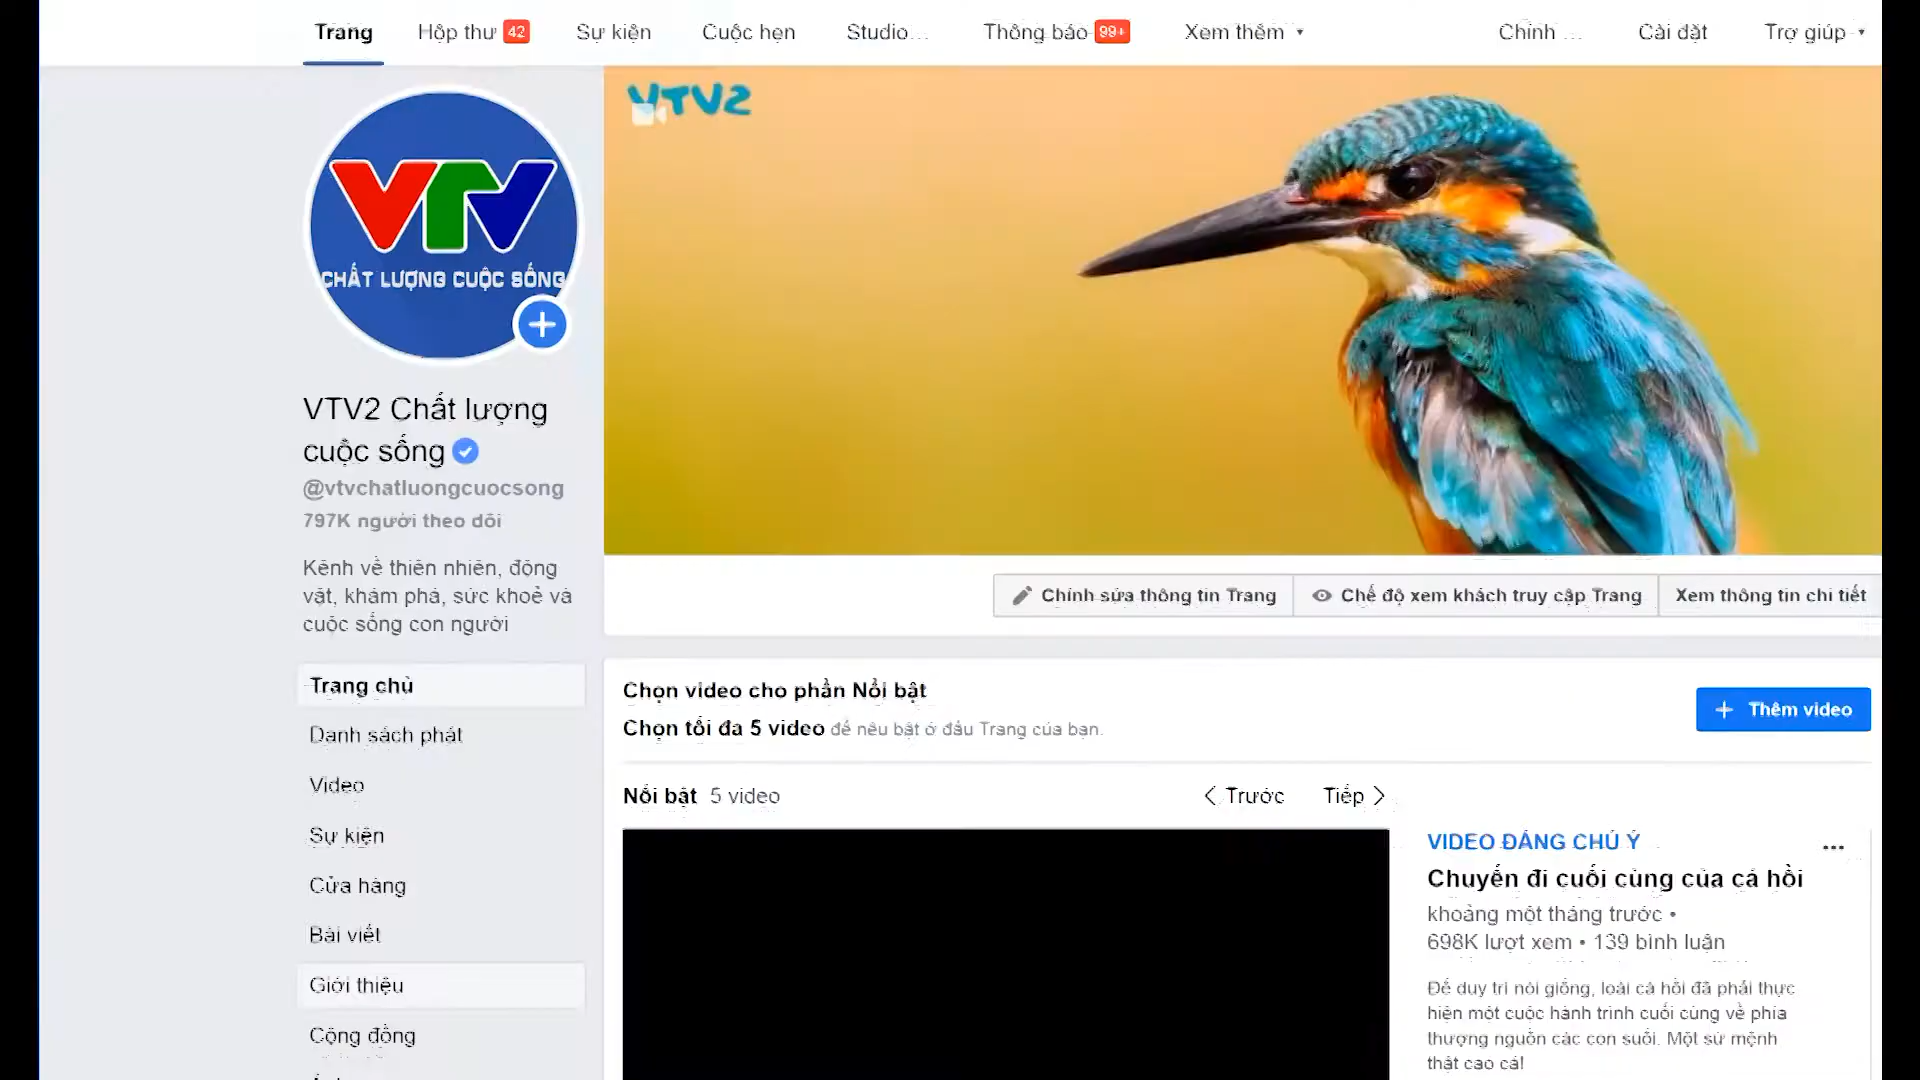 Trang
Hộp thư 42
Sự kiện
Cuộc hẹn
Studio...
Thông báo 99+
Xem thêm
Chỉnh ...
Cài đặt
Trợ giúp
VTV
CHẤT LƯỢNG CUỘC SỐNG
VTV2
VTV2 Chất lượng
cuộc sống
@vtvchatluongcuocsong
797K người theo dõi
Kênh về thiên nhiên, động
vật, khám phá, sức khoẻ và
cuộc sống con người
Chỉnh sửa thông tin Trang
Chế độ xem khách truy cập Trang
Xem thông tin chi tiết
Trang chủ
Danh sách phát
Video
Sự kiện
Cửa hàng
Bài viết
Giới thiệu
Cộng đồng
Chọn video cho phần Nổi bật
Chọn tối đa 5 video để nêu bật ở đầu Trang của bạn.
+ Thêm video
Nổi bật 5 video
< Trước
Tiếp >
VIDEO ĐÁNG CHÚ Ý
...
Chuyến đi cuối cùng của cá hồi
khoảng một tháng trước •
698K lượt xem • 139 bình luận
Để duy trì nòi giống, loài cá hồi đã phải thực
hiện một cuộc hành trình cuối cùng về phía
thượng nguồn các con suối. Một sứ mệnh
thật cao cả!